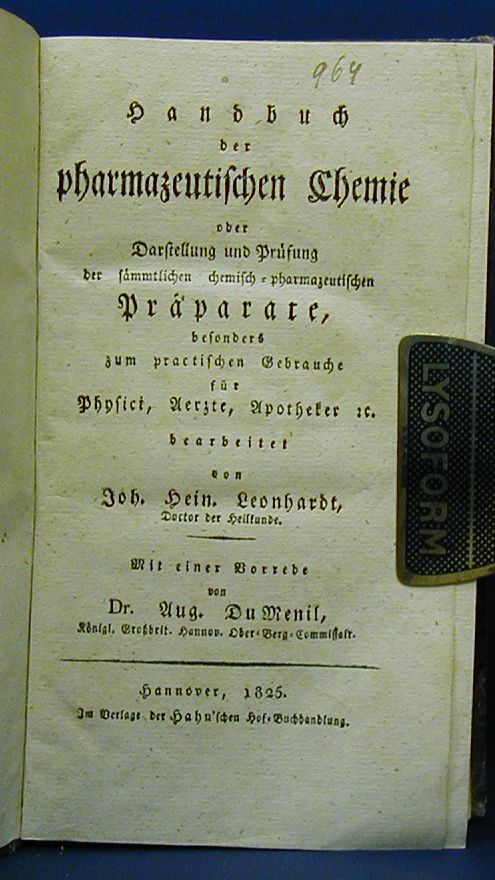 964
Handbuch
der
pharmazeutiſchen Chemie
oder
Darſtellung und Prüfung
der ſämmtlichen chemiſch-pharmazeutiſchen
Präparate,
beſonders
zum practiſchen Gebrauche
für
Phyſici, Aerzte, Apotheker ꝛc.
bearbeitet
von
Joh. Hein. Leonhardt,
Doctor der Heilkunde.
Mit einer Vorrede
von
Dr. Aug. Du Menil,
Königl. Großbrit. Hannov. Ober-Berg-Commiſſair.
Hannover, 1825.
Im Verlage der Hahn'ſchen Hof-Buchhandlung.
LYSOFORM